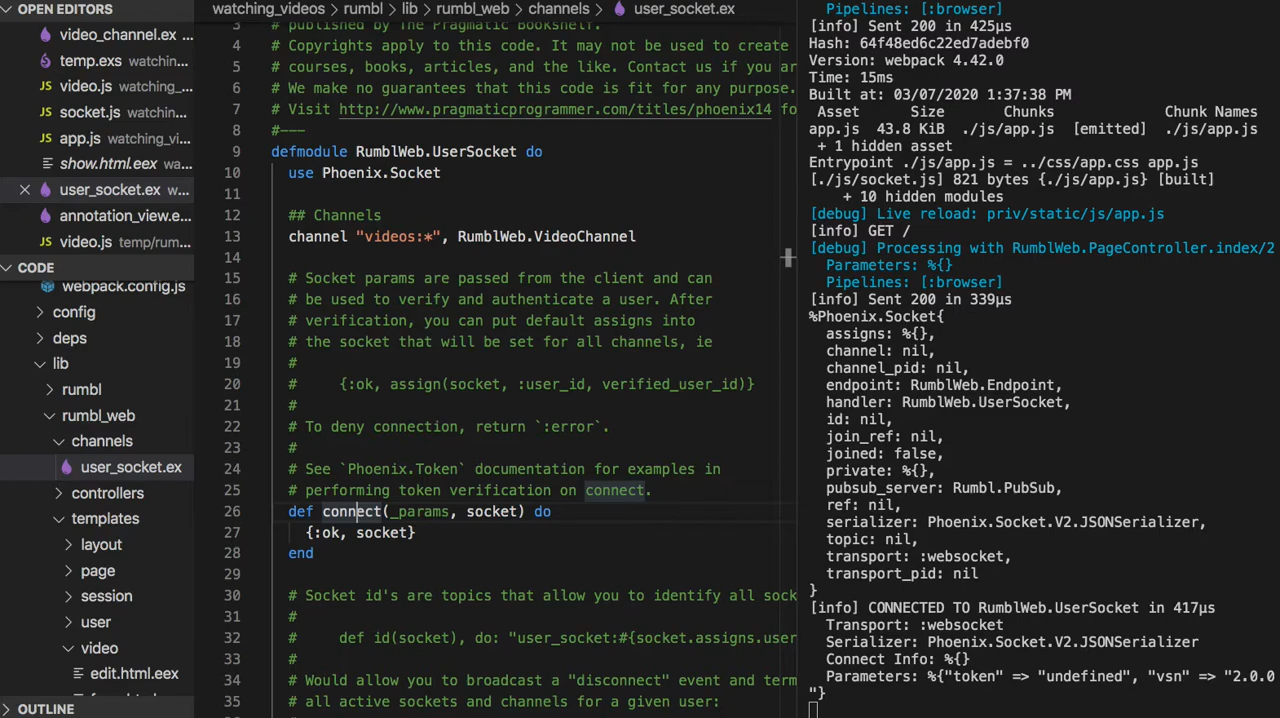 OPEN EDITORS
video_channel.ex ...
temp.exs watchin...
video.js watching_...
socket.js watchin...
app.js watching_vi...
show.html.eex wa...
user_socket.ex w...
annotation_view.e...
video.js temp/rum...
CODE
webpack.config.js
config
deps
lib
rumbl
rumbl_web
channels
user_socket.ex
controllers
templates
layout
page
session
user
video
edit.html.eex
OUTLINE
watching_videos > rumbl > lib > rumbl_web > channels > user_socket.ex
3 # published by The Pragmatic Bookshelf.
4 # Copyrights apply to this code. It may not be used to create
5 # courses, books, articles, and the like. Contact us if you ar
6 # We make no guarantees that this code is fit for any purpose.
7 # Visit http://www.pragmaticprogrammer.com/titles/phoenix14 fo
8 #---
9 defmodule RumblWeb.UserSocket do
10 use Phoenix.Socket
11
12 ## Channels
13 channel "videos:*", RumblWeb.VideoChannel
14
15 # Socket params are passed from the client and can
16 # be used to verify and authenticate a user. After
17 # verification, you can put default assigns into
18 # the socket that will be set for all channels, ie
19 #
20 # {:ok, assign(socket, :user_id, verified_user_id)}
21 #
22 # To deny connection, return `:error`.
23 #
24 # See `Phoenix.Token` documentation for examples in
25 # performing token verification on connect.
26 def connect(_params, socket) do
27 {:ok, socket}
28 end
29
30 # Socket id's are topics that allow you to identify all sock
31 #
32 # def id(socket), do: "user_socket:#{socket.assigns.user
33 #
34 # Would allow you to broadcast a "disconnect" event and term
35 # all active sockets and channels for a given user:
Pipelines: [:browser]
[info] Sent 200 in 425µs
Hash: 64f48ed6c22ed7adebf0
Version: webpack 4.42.0
Time: 15ms
Built at: 03/07/2020 1:37:38 PM
Asset Size Chunks Chunk Names
app.js 43.8 KiB ./js/app.js [emitted] ./js/app.js
+ 1 hidden asset
Entrypoint ./js/app.js = ../css/app.css app.js
[./js/socket.js] 821 bytes {./js/app.js} [built]
+ 10 hidden modules
[debug] Live reload: priv/static/js/app.js
[info] GET /
[debug] Processing with RumblWeb.PageController.index/2
Parameters: %{}
Pipelines: [:browser]
[info] Sent 200 in 339µs
%Phoenix.Socket{
assigns: %{},
channel: nil,
channel_pid: nil,
endpoint: RumblWeb.Endpoint,
handler: RumblWeb.UserSocket,
id: nil,
join_ref: nil,
joined: false,
private: %{},
pubsub_server: Rumbl.PubSub,
ref: nil,
serializer: Phoenix.Socket.V2.JSONSerializer,
topic: nil,
transport: :websocket,
transport_pid: nil
}
[info] CONNECTED TO RumblWeb.UserSocket in 417µs
Transport: :websocket
Serializer: Phoenix.Socket.V2.JSONSerializer
Connect Info: %{}
Parameters: %{"token" => "undefined", "vsn" => "2.0.0
"}